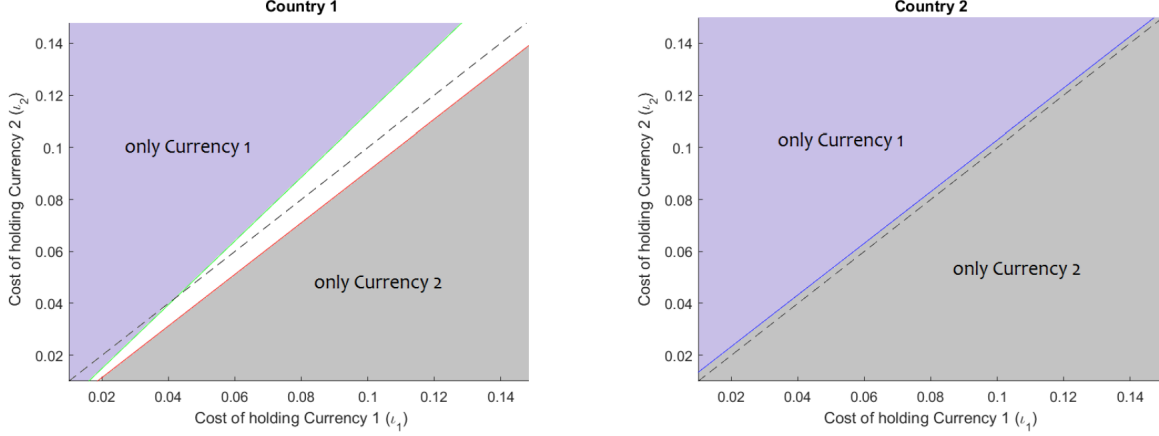 Country 1
Cost of holding Currency 2 (ι2)
0.14
0.12
0.1
0.08
0.06
0.04
0.02
only Currency 1
only Currency 2
0.02 0.04 0.06 0.08 0.1 0.12 0.14
Cost of holding Currency 1 (ι1)
Country 2
Cost of holding Currency 2 (ι2)
0.14
0.12
0.1
0.08
0.06
0.04
0.02
only Currency 1
only Currency 2
0.02 0.04 0.06 0.08 0.1 0.12 0.14
Cost of holding Currency 1 (ι1)